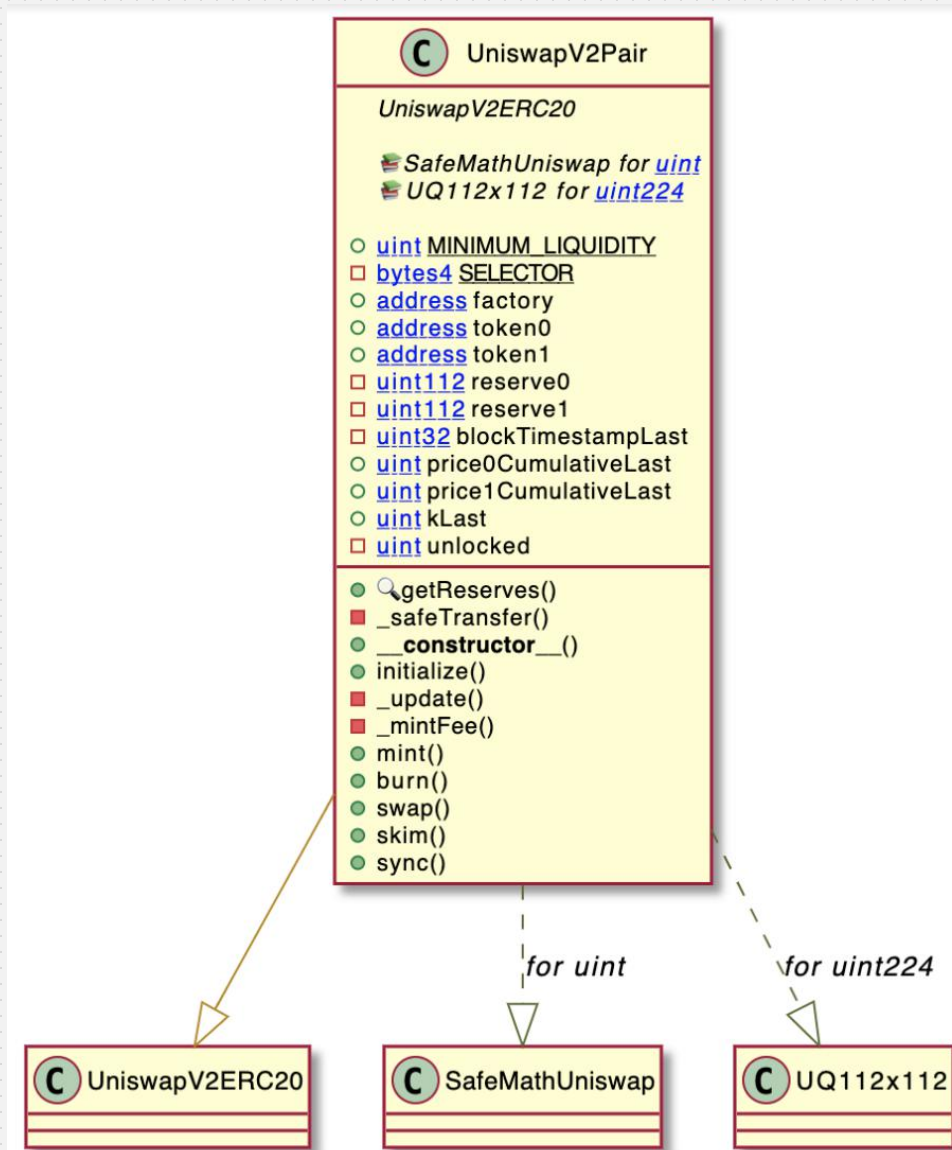 C UniswapV2Pair
UniswapV2ERC20
SafeMathUniswap for uint
UQ112x112 for uint224
uint MINIMUM_LIQUIDITY
bytes4 SELECTOR
address factory
address token0
address token1
uint112 reserve0
uint112 reserve1
uint32 blockTimestampLast
uint price0CumulativeLast
uint price1CumulativeLast
uint kLast
uint unlocked
getReserves()
_safeTransfer()
__constructor__()
initialize()
_update()
_mintFee()
mint()
burn()
swap()
skim()
sync()
for uint
for uint224
C UniswapV2ERC20
C SafeMathUniswap
C UQ112x112